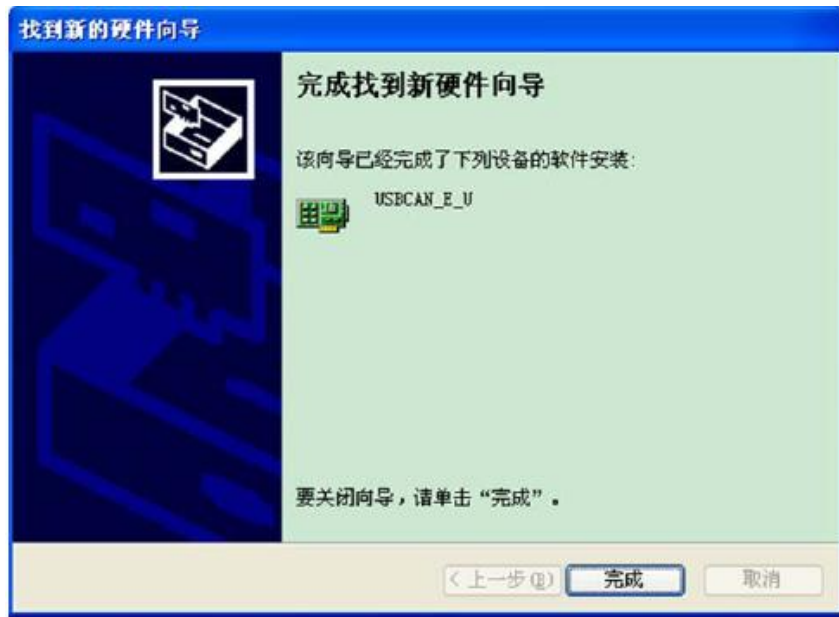 找到新的硬件向导
完成找到新硬件向导
该向导已经完成了下列设备的软件安装:
USBCAN_E_U
要关闭向导，请单击“完成”。
<上一步(B) 完成 取消